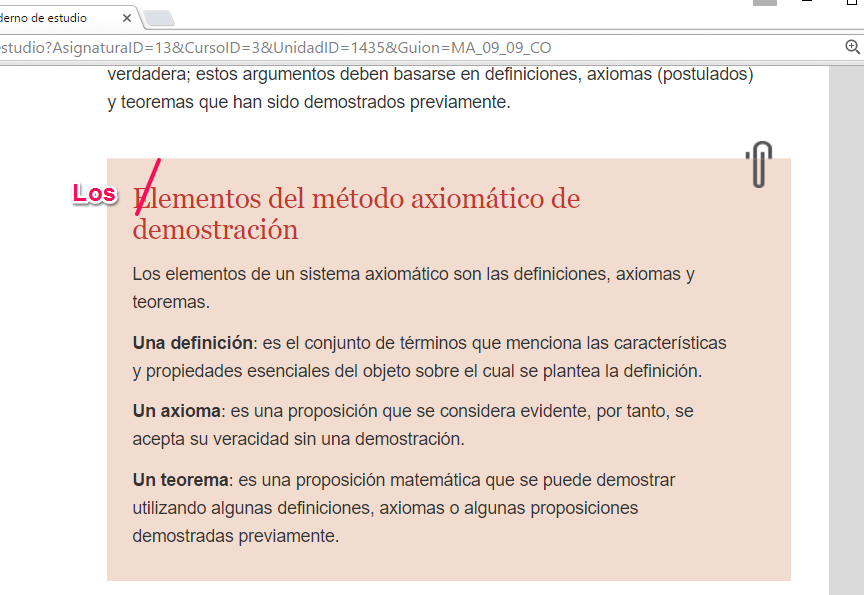 derno de estudio
estudio?AsignaturaID=13&CursoID=3&UnidadID=1435&Guion=MA_09_09_CO
verdadera; estos argumentos deben basarse en definiciones, axiomas (postulados)
y teoremas que han sido demostrados previamente.
Los Elementos del método axiomático de
demostración
Los elementos de un sistema axiomático son las definiciones, axiomas y
teoremas.
Una definición: es el conjunto de términos que menciona las características
y propiedades esenciales del objeto sobre el cual se plantea la definición.
Un axioma: es una proposición que se considera evidente, por tanto, se
acepta su veracidad sin una demostración.
Un teorema: es una proposición matemática que se puede demostrar
utilizando algunas definiciones, axiomas o algunas proposiciones
demostradas previamente.